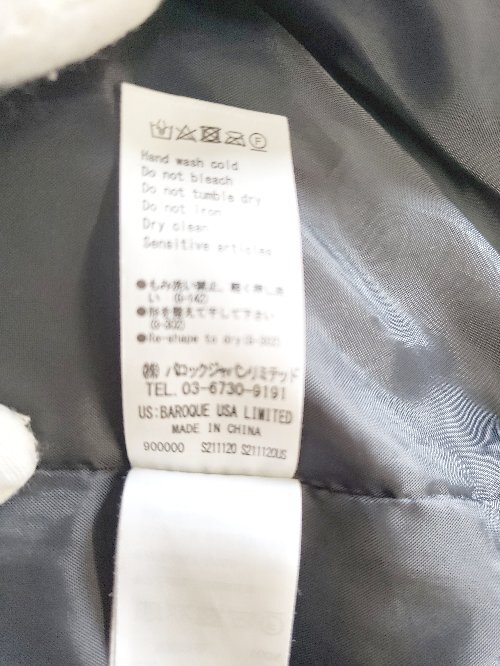 Hand wash cold
Do not bleach
Do not tumble dry
Do not iron
Dry clean
Sensitive articles
●もみ洗い禁止、軽く押し洗
い (G-142)
●形を整えて干して下さい
(G-302)
●Re-shape to dry(G-302)
(株) バロックジャパンリミテッド
TEL. 03-6730-9191
US:BAROQUE USA LIMITED
MADE IN CHINA
900000 S211120 S211120US